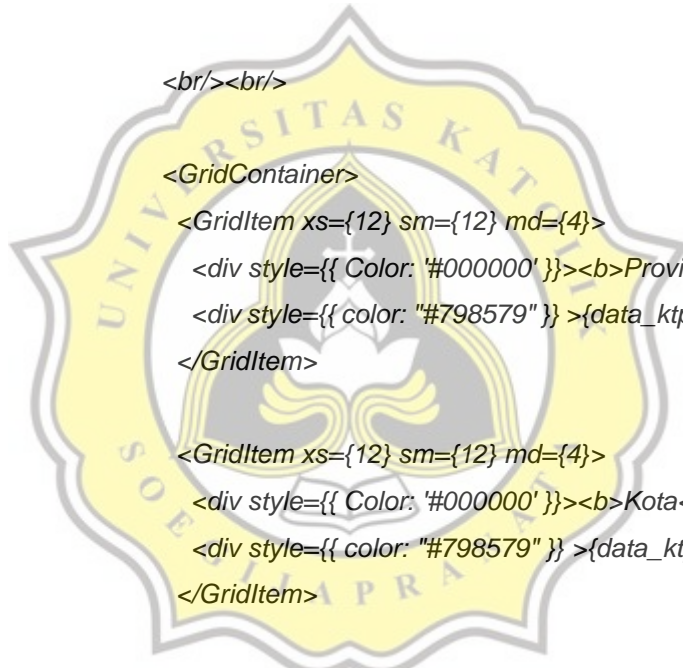 <br/><br/>
<GridContainer>
<GridItem xs={12} sm={12} md={4}>
<div style={{ Color: '#000000' }}><b>Provi
<div style={{ color: "#798579" }} >{data_ktp
</GridItem>
<GridItem xs={12} sm={12} md={4}>
<div style={{ Color: '#000000' }}><b>Kota<
<div style={{ color: "#798579" }} >{data_kt
</GridItem>
UNIVERSITAS KATOLIK
SOEGIJAPRANATA